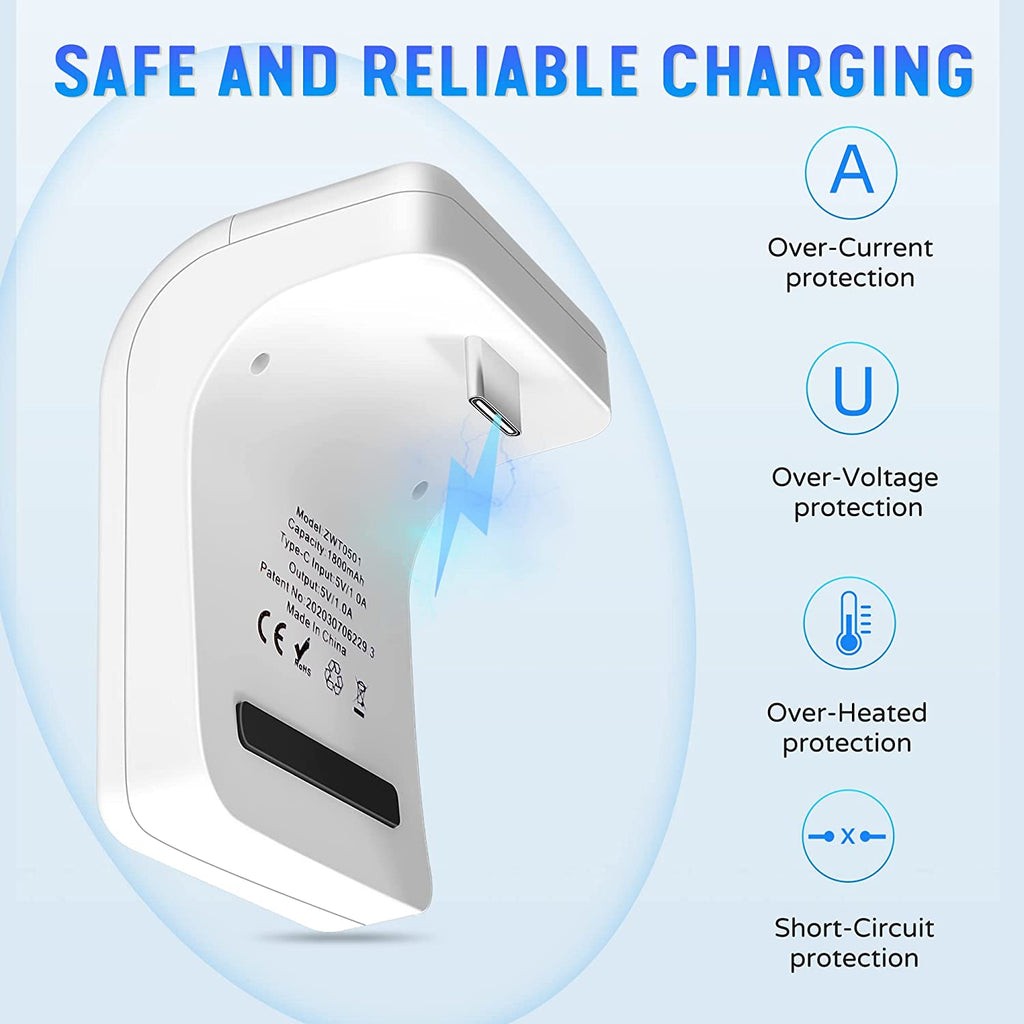 SAFE AND RELIABLE CHARGING
A
Over-Current
protection
U
Over-Voltage
protection
Over-Heated
protection
X
Short-Circuit
protection
Model:ZWT0501
Capacity:1800mAh
Type-C Input:5V/1.0A
Output:5V/1.0A
Patent No:202030706229.3
Made In China
CE RoHS